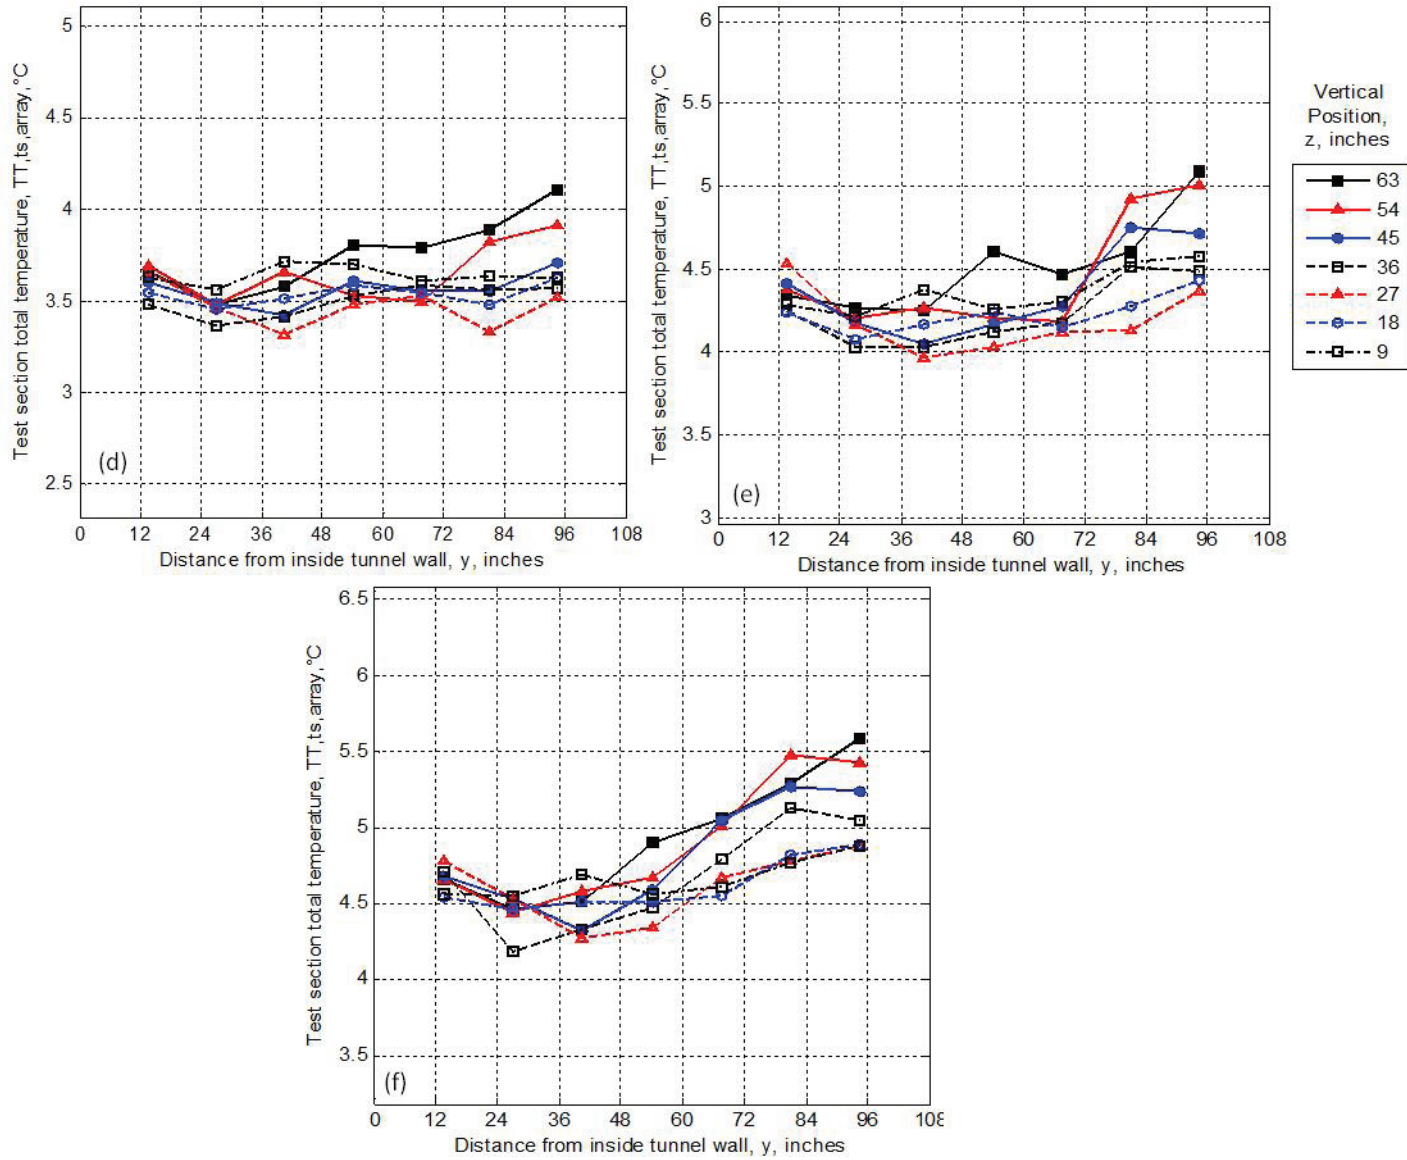 5
4.5
4
3.5
3
2.5
Test section total temperature, TT,ts,array,°C
(d)
0 12 24 36 48 60 72 84 96 108
Distance from inside tunnel wall, y, inches
6
5.5
5
4.5
4
3.5
3
Test section total temperature, TT,ts,array,°C
(e)
0 12 24 36 48 60 72 84 96 108
Distance from inside tunnel wall, y, inches
Vertical
Position,
z, inches
63
54
45
36
27
18
9
6.5
6
5.5
5
4.5
4
3.5
Test section total temperature, TT,ts,array,°C
(f)
0 12 24 36 48 60 72 84 96 108
Distance from inside tunnel wall, y, inches